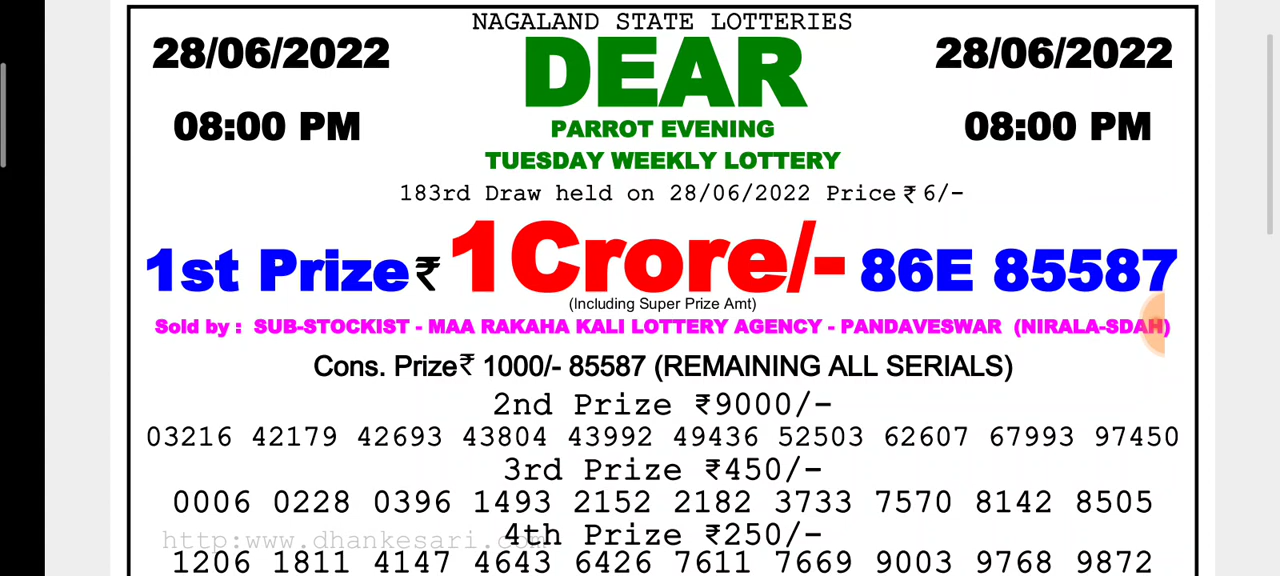 NAGALAND STATE LOTTERIES
28/06/2022 DEAR 28/06/2022
08:00 PM PARROT EVENING 08:00 PM
TUESDAY WEEKLY LOTTERY
183rd Draw held on 28/06/2022 Price ₹ 6/-
1st Prize ₹ 1Crore/- 86E 85587
(Including Super Prize Amt)
Sold by : SUB-STOCKIST - MAA RAKAHA KALI LOTTERY AGENCY - PANDAVESWAR (NIRALA-SDAH)
Cons. Prize ₹ 1000/- 85587 (REMAINING ALL SERIALS)
2nd Prize ₹9000/-
03216 42179 42693 43804 43992 49436 52503 62607 67993 97450
3rd Prize ₹450/-
0006 0228 0396 1493 2152 2182 3733 7570 8142 8505
4th Prize ₹250/-
http:www.dhankesari.com
1206 1811 4147 4643 6426 7611 7669 9003 9768 9872